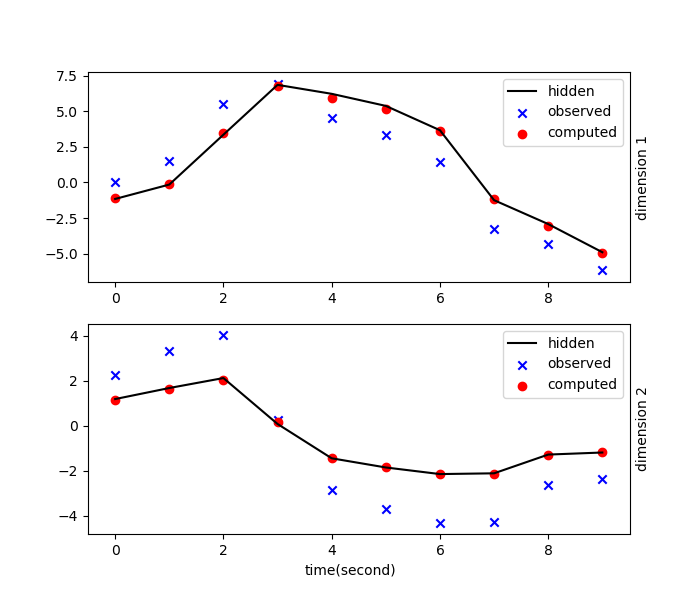 7.5
5.0
2.5
0.0
−2.5
−5.0
0 2 4 6 8
hidden
observed
computed
dimension 1
4
2
0
−2
−4
0 2 4 6 8
hidden
observed
computed
dimension 2
time(second)